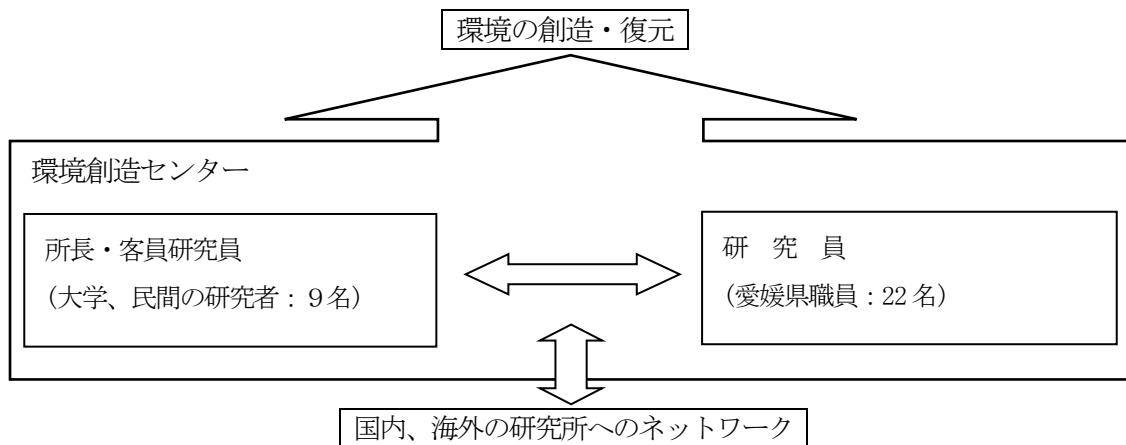 環境の創造・復元
環境創造センター
所長・客員研究員
(大学、民間の研究者:9名)
研 究 員
(愛媛県職員:22名)
国内、海外の研究所へのネットワーク